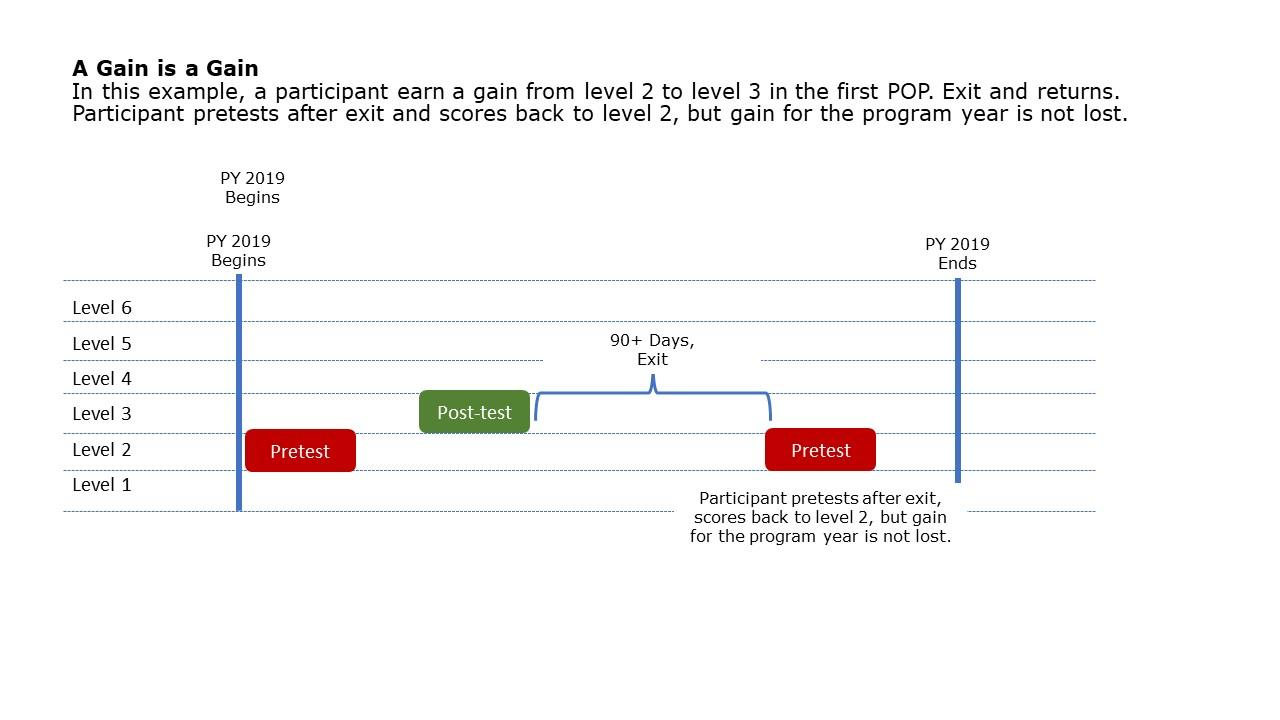 A Gain is a Gain
In this example, a participant earn a gain from level 2 to level 3 in the first POP. Exit and returns.
Participant pretests after exit and scores back to level 2, but gain for the program year is not lost.
PY 2019
Begins
PY 2019
Begins
PY 2019
Ends
Level 6
Level 5
90+ Days,
Exit
Level 4
Level 3
Post-test
Level 2
Pretest
Pretest
Level 1
Participant pretests after exit,
scores back to level 2, but gain
for the program year is not lost.